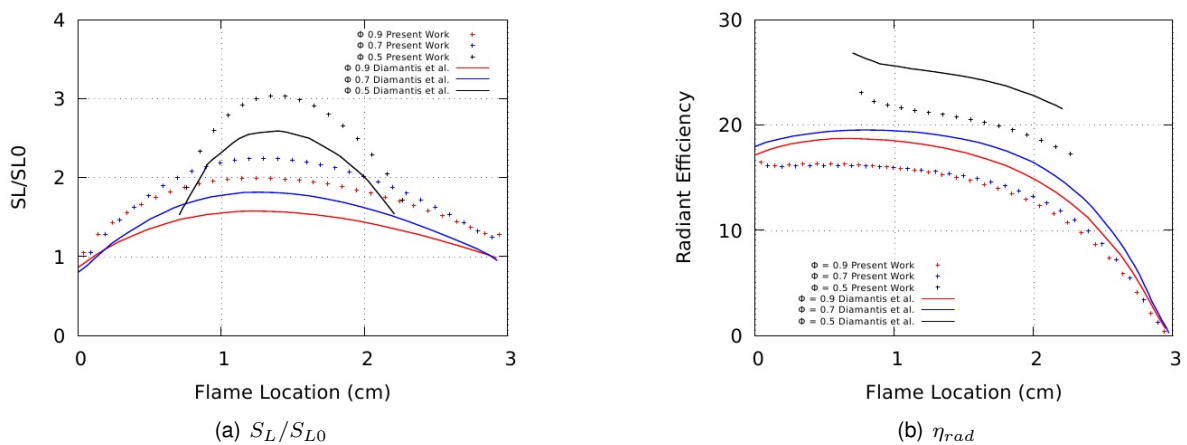 4
3
2
1
0
SL/SL0
Φ 0.9 Present Work
Φ 0.7 Present Work
Φ 0.5 Present Work
Φ 0.9 Diamantis et al.
Φ 0.7 Diamantis et al.
Φ 0.5 Diamantis et al.
0 1 2 3
Flame Location (cm)
(a) S_L/S_{L0}
30
20
10
0
Radiant Efficiency
Φ = 0.9 Present Work
Φ = 0.7 Present Work
Φ = 0.5 Present Work
Φ = 0.9 Diamantis et al.
Φ = 0.7 Diamantis et al.
Φ = 0.5 Diamantis et al.
0 1 2 3
Flame Location (cm)
(b) η_{rad}